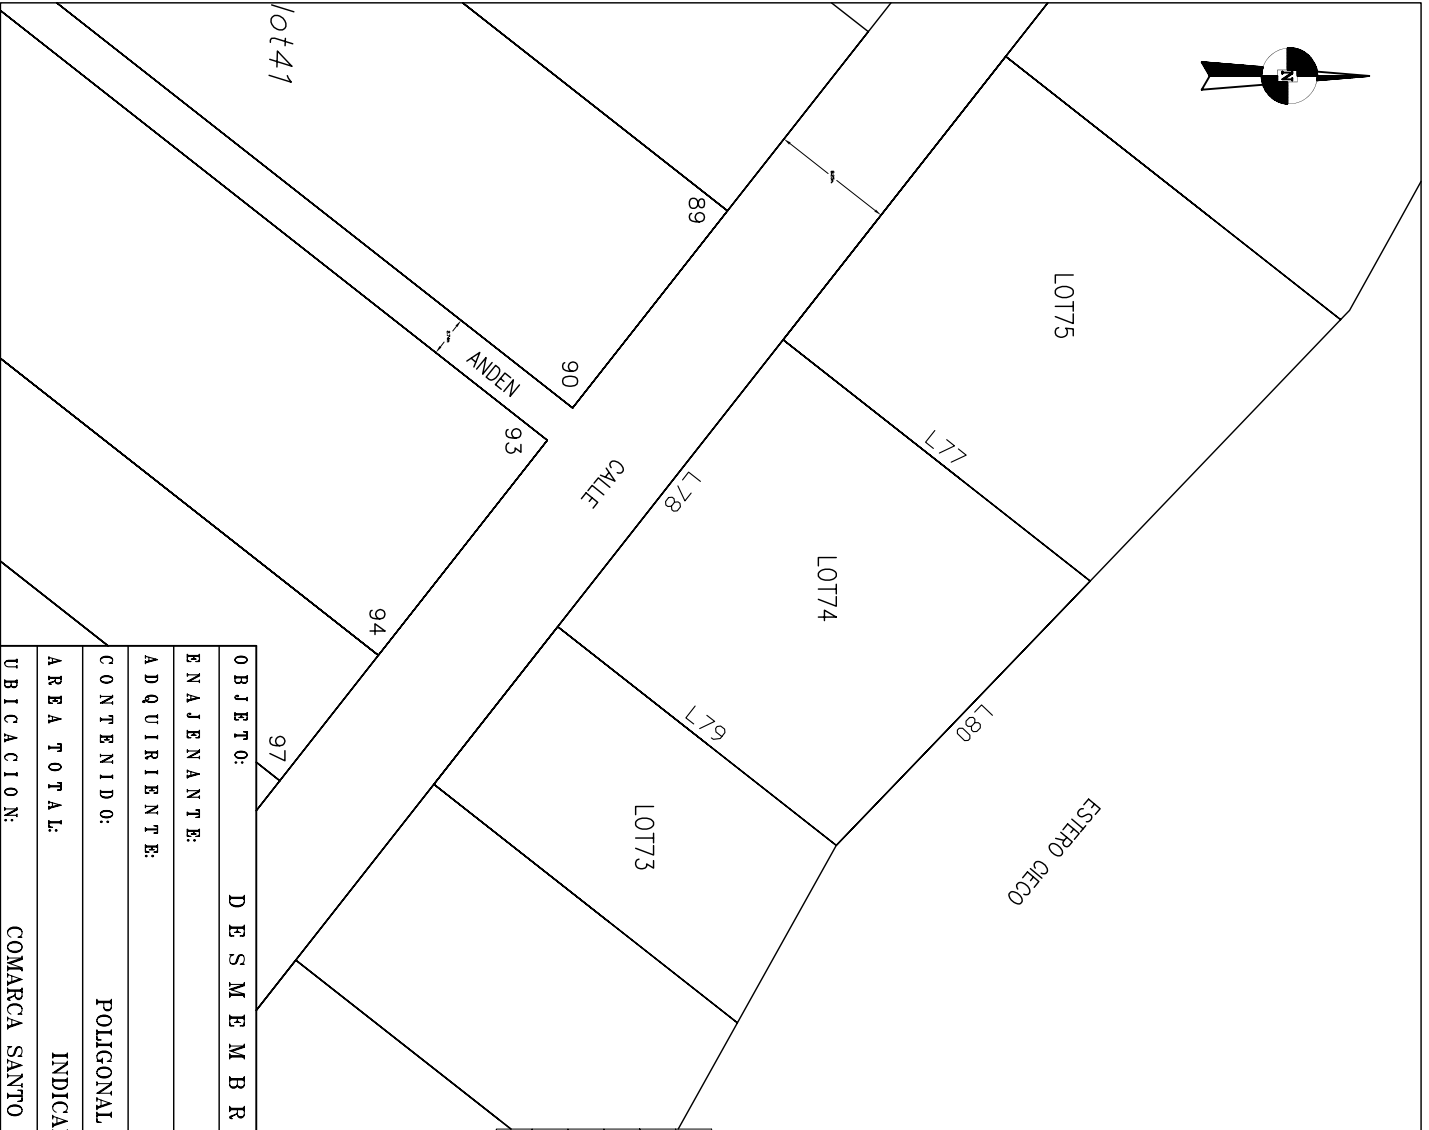 N
lot41
89
LOT75
90
ANDEN
93
CALLE
L77
L78
LOT74
94
L79
L80
97
LOT73
ESTERO CIECO
OBJETO: DESMEMBR
ENAJENANTE:
ADQUIRIENTE:
CONTENIDO: POLIGONAL
AREA TOTAL: INDICA
UBICACION: COMARCA SANTO